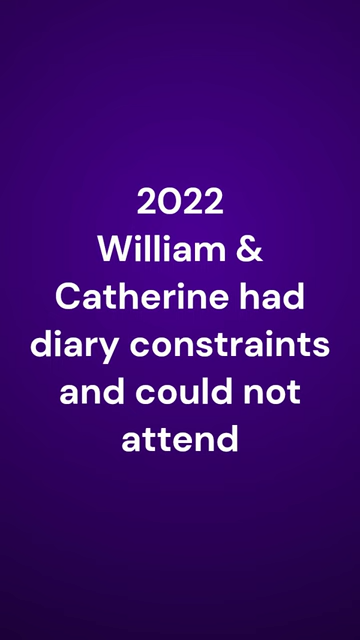 2022
William &
Catherine had
diary constraints
and could not
attend